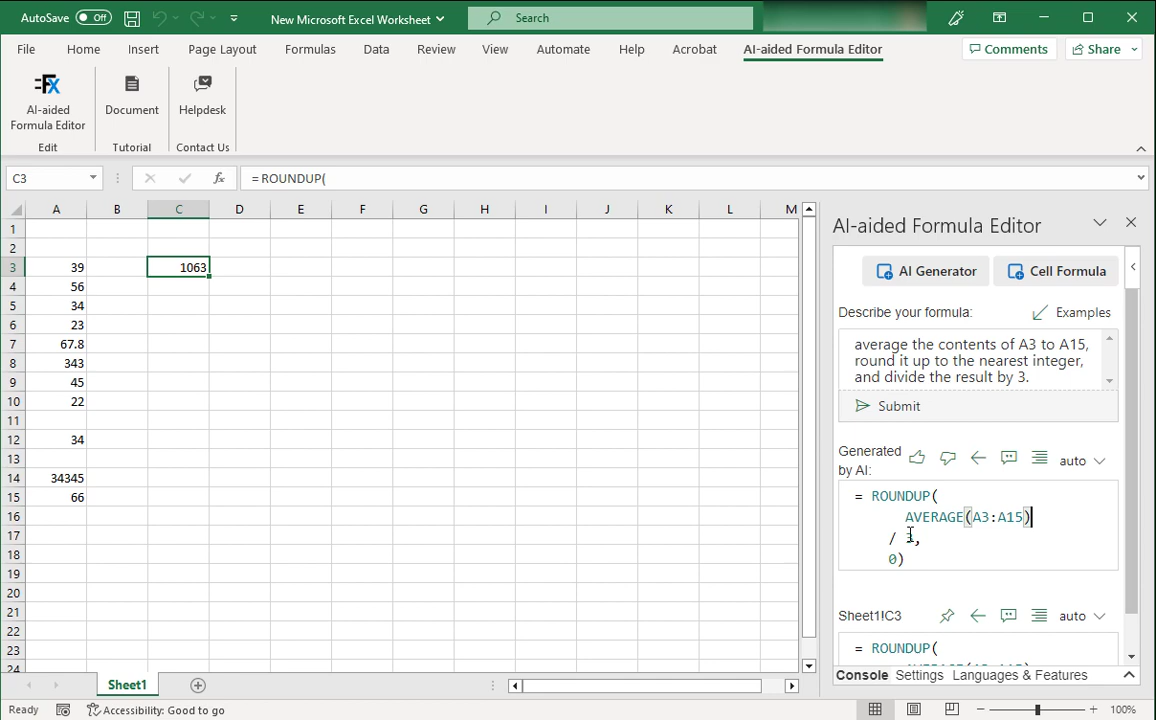 AutoSave Off New Microsoft Excel Worksheet Search
File Home Insert Page Layout Formulas Data Review View Automate Help Acrobat AI-aided Formula Editor Comments Share
=FX
AI-aided Document Helpdesk
Formula Editor
Edit Tutorial Contact Us
C3 fx = ROUNDUP(
A B C D E F G H I J K L M
1
2
3 39 1063
4 56
5 34
6 23
7 67.8
8 343
9 45
10 22
11
12 34
13
14 34345
15 66
16
17
18
19
20
21
22
23
24
AI-aided Formula Editor
AI Generator Cell Formula
Describe your formula: Examples
average the contents of A3 to A15,
round it up to the nearest integer,
and divide the result by 3.
Submit
Generated
by AI: auto
= ROUNDUP(
AVERAGE(A3:A15)
/ 3,
0)
Sheet1!C3 auto
= ROUNDUP(
Console Settings Languages & Features
Sheet1
Ready Accessibility: Good to go 100%